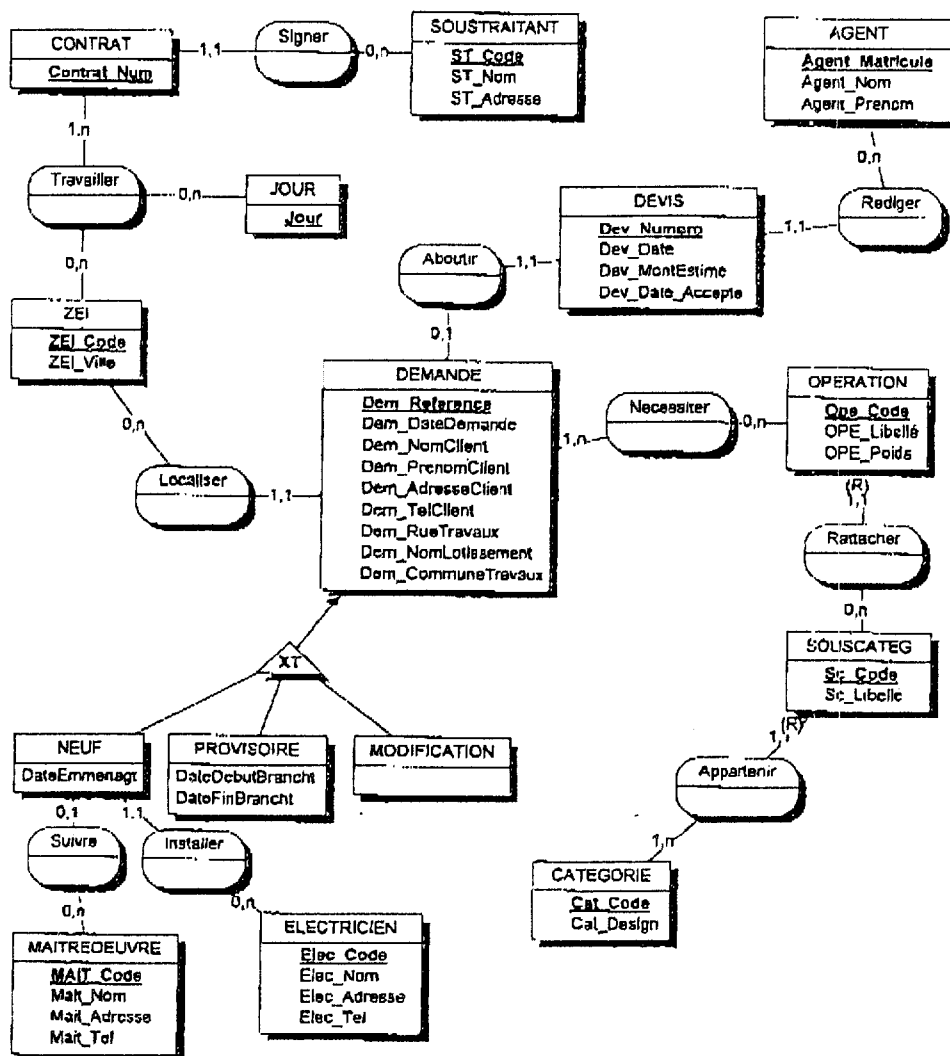 CONTRAT
Contrat_Num
1,1
Signer
0,n
SOUSTRAITANT
ST_Code
ST_Nom
ST_Adresse
AGENT
Agent_Matricule
Agent_Nom
Agent_Prenom
1.n
0,n
Travailler
0,n
JOUR
Jour
DEVIS
Dev_Numero
Dev_Date
Dev_MontEstime
Dev_Date_Accepte
1,1
Rediger
Aboutir
1,1
0,n
0,1
ZEI
ZEI_Code
ZEI_Ville
DEMANDE
Dem_Reference
Dem_DateDemande
Dem_NomClient
Dem_PrenomClient
Dem_AdresseClient
Dem_TelClient
Dem_RueTravaux
Dem_NomLotissement
Dem_CommuneTravaux
1,n
Necessiter
0,n
OPERATION
Ope_Code
OPE_Libellé
OPE_Poids
0,n
Localiser
1,1
(R)
1,1
Rattacher
0,n
XT
SOUSCATEG
Sc_Code
Sc_Libelle
NEUF
DateEmmenagt
PROVISOIRE
DateDebutBrancht
DateFinBrancht
MODIFICATION
(R)
1,1
Appartenir
0,1
1,1
Suivre
Installer
1,n
0,n
0,n
CATEGORIE
Cat_Code
Cat_Design
MAITREOEUVRE
MAIT_Code
Mait_Nom
Mait_Adresse
Mait_Tel
ELECTRICIEN
Elec_Code
Elec_Nom
Elec_Adresse
Elec_Tel